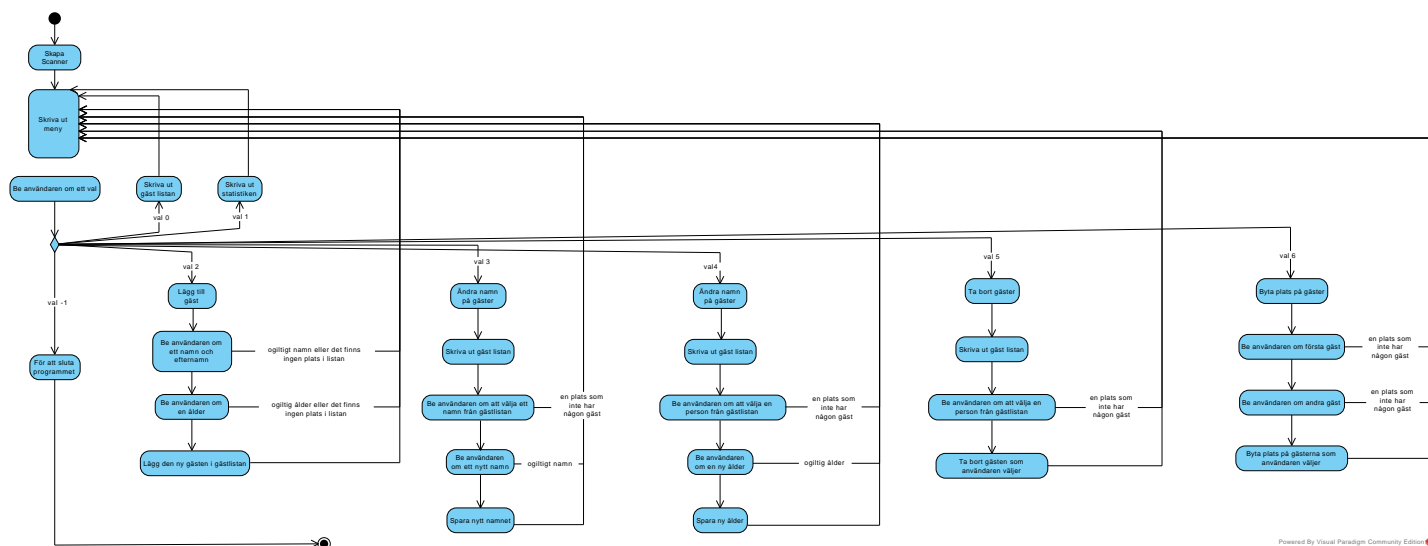 Skapa
Scanner
Skriva ut
meny
Be användaren om ett val
Skriva ut
gäst listan
Skriva ut
statistiken
val 0
val 1
val -1
För att sluta
programmet
val 2
Lägg till
gäst
Be användaren om
ett namn och
efternamn
ogiltigt namn eller det finns
ingen plats i listan
Be användaren om
en ålder
ogiltig ålder eller det finns
ingen plats i listan
Lägg den ny gästen i gästlistan
val 3
Ändra namn
på gäster
Skriva ut gäst listan
Be användaren om att välja ett
namn från gästlistan
en plats som
inte har
någon gäst
Be användaren
om ett nytt namn
ogiltigt namn
Spara nytt namnet
val4
Ändra namn
på gäster
Skriva ut gäst listan
Be användaren om att välja en
person från gästlistan
en plats som
inte har
någon gäst
Be användaren
om en ny ålder
ogiltig ålder
Spara ny ålder
val 5
Ta bort gäster
Skriva ut gäst listan
Be användaren om att välja en
person från gästlistan
en plats som
inte har
någon gäst
Ta bort gästen som
användaren väljer
val 6
Byta plats på gäster
Be användaren om första gäst
en plats som
inte har
någon gäst
Be användaren om andra gäst
en plats som
inte har
någon gäst
Byta plats på gästerna som
användaren väljer
Powered By Visual Paradigm Community Edition